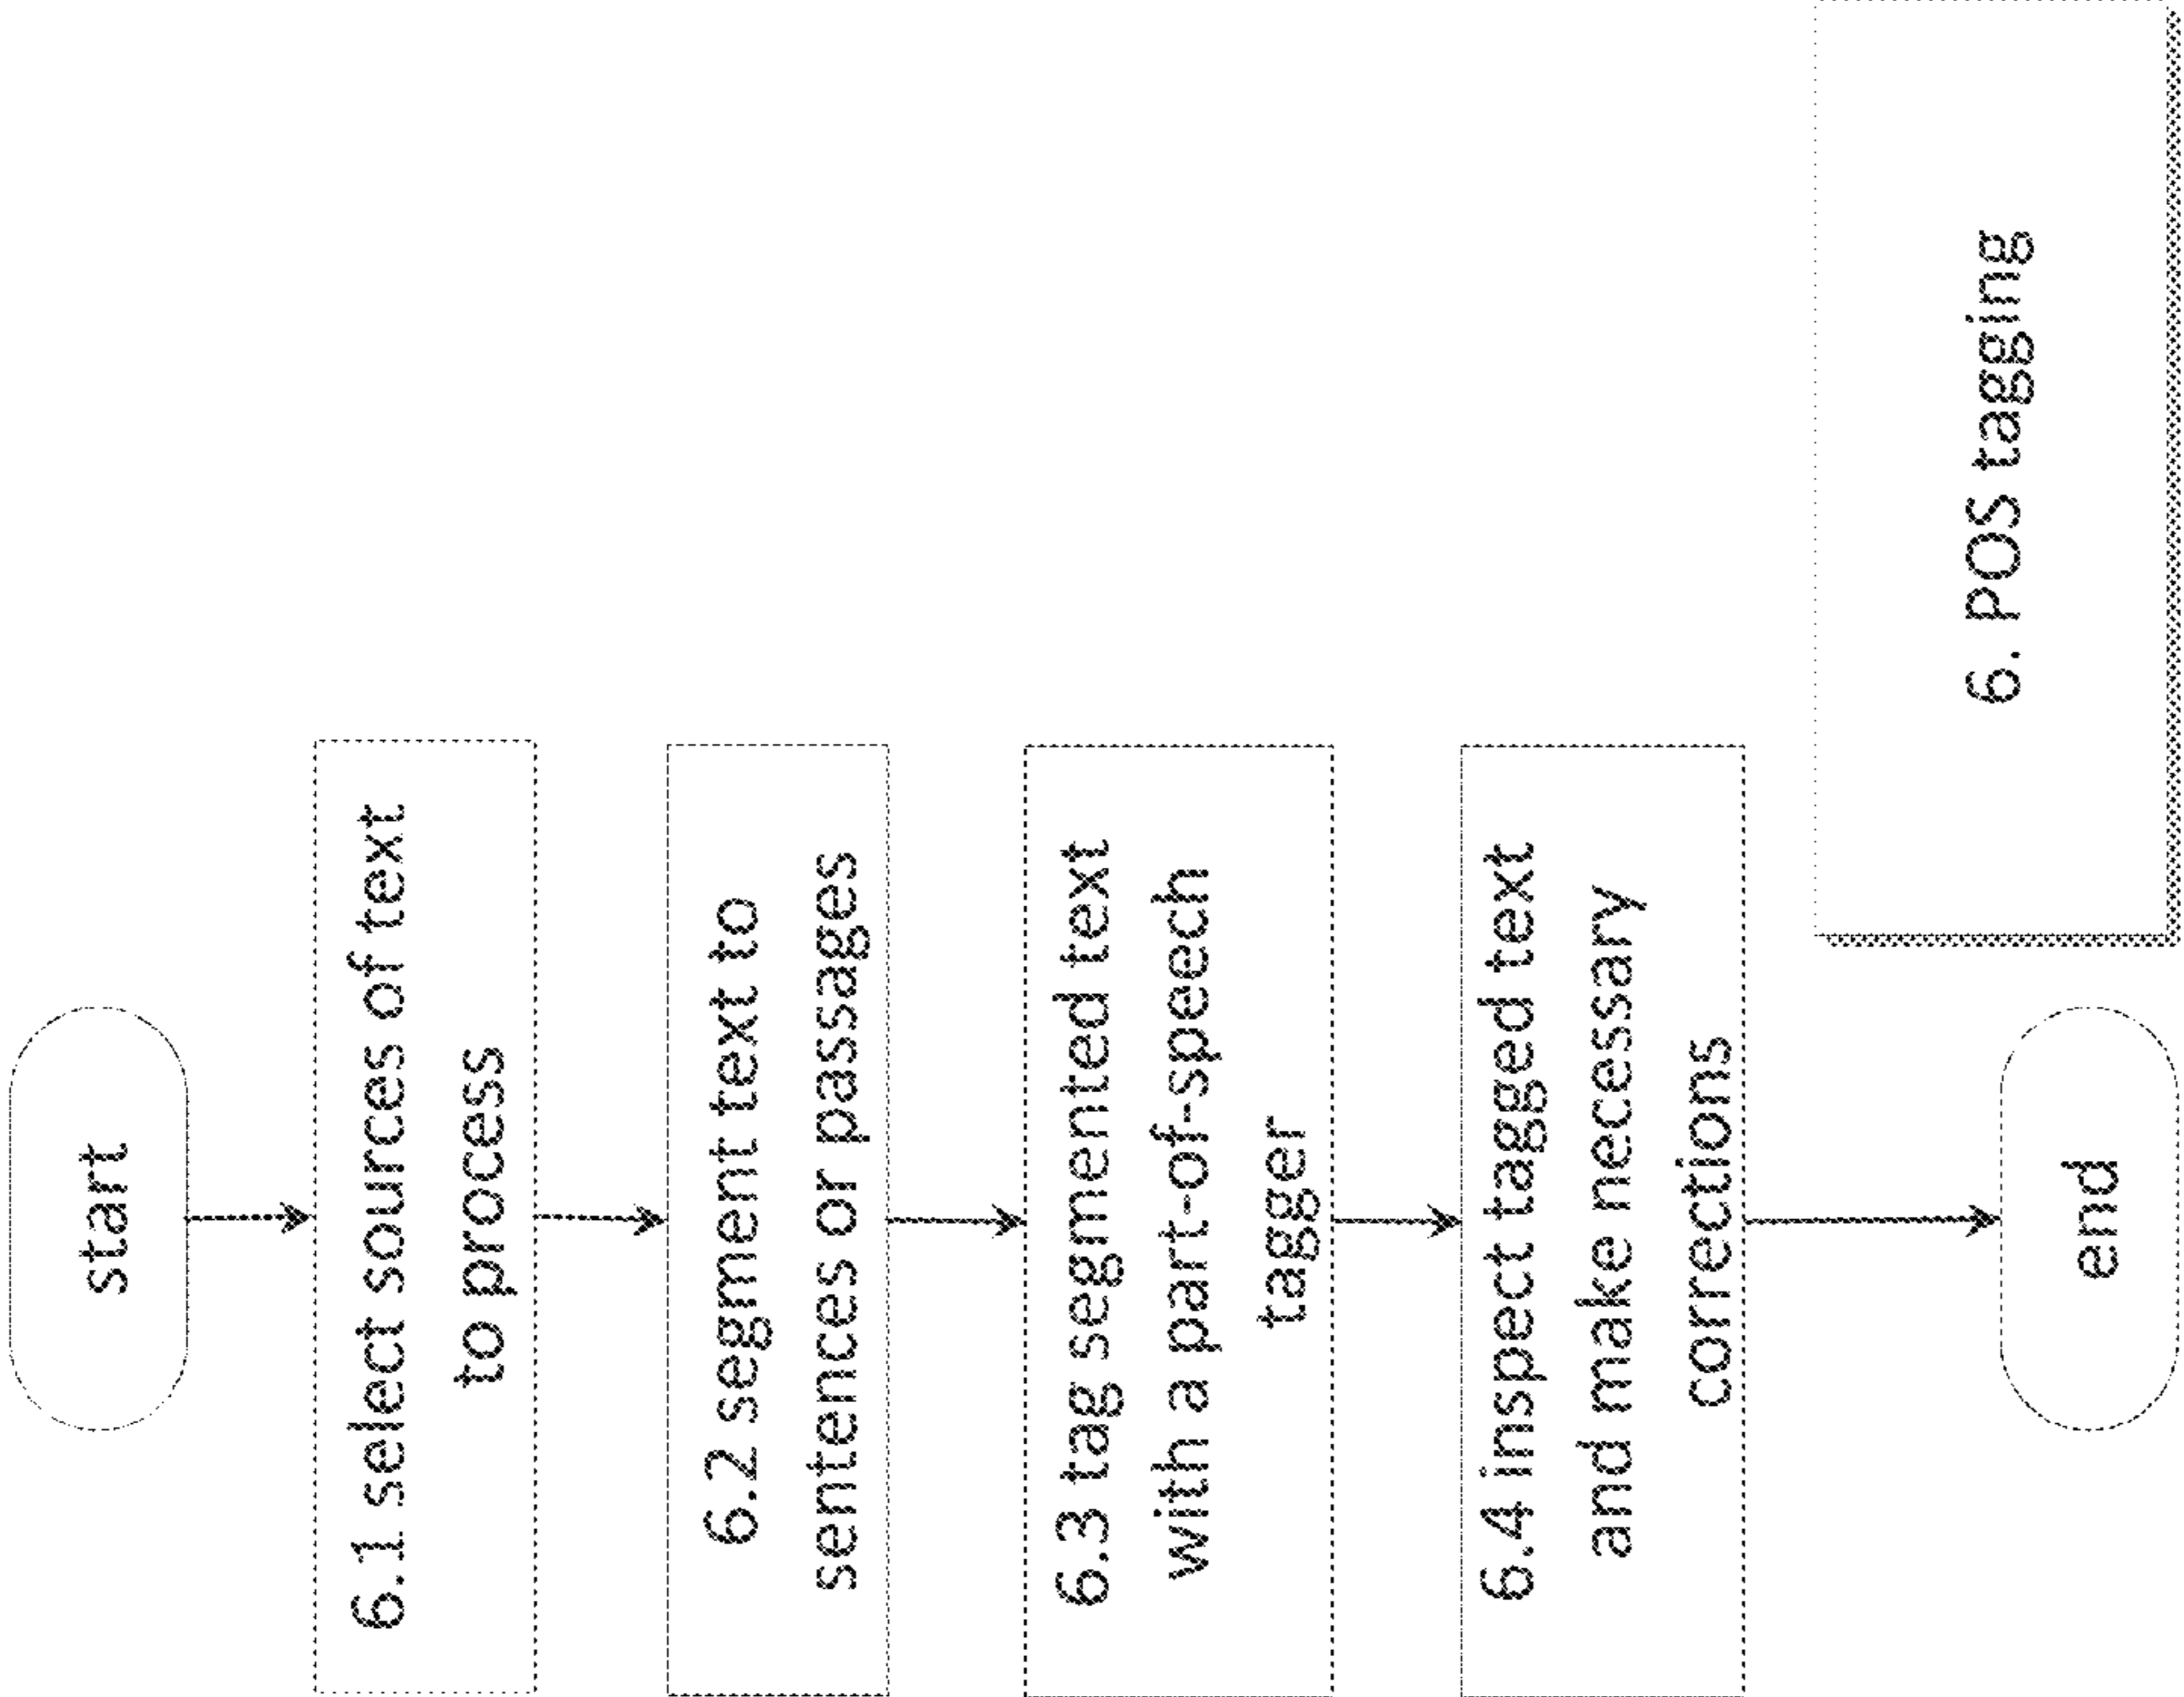 start
6.1 select sources of text
to process
6.2 segment text to
sentences or passages
6.3 tag segmented text
with a part-of-speech
tagger
6.4 inspect tagged text
and make necessary
corrections
end
6. POS tagging